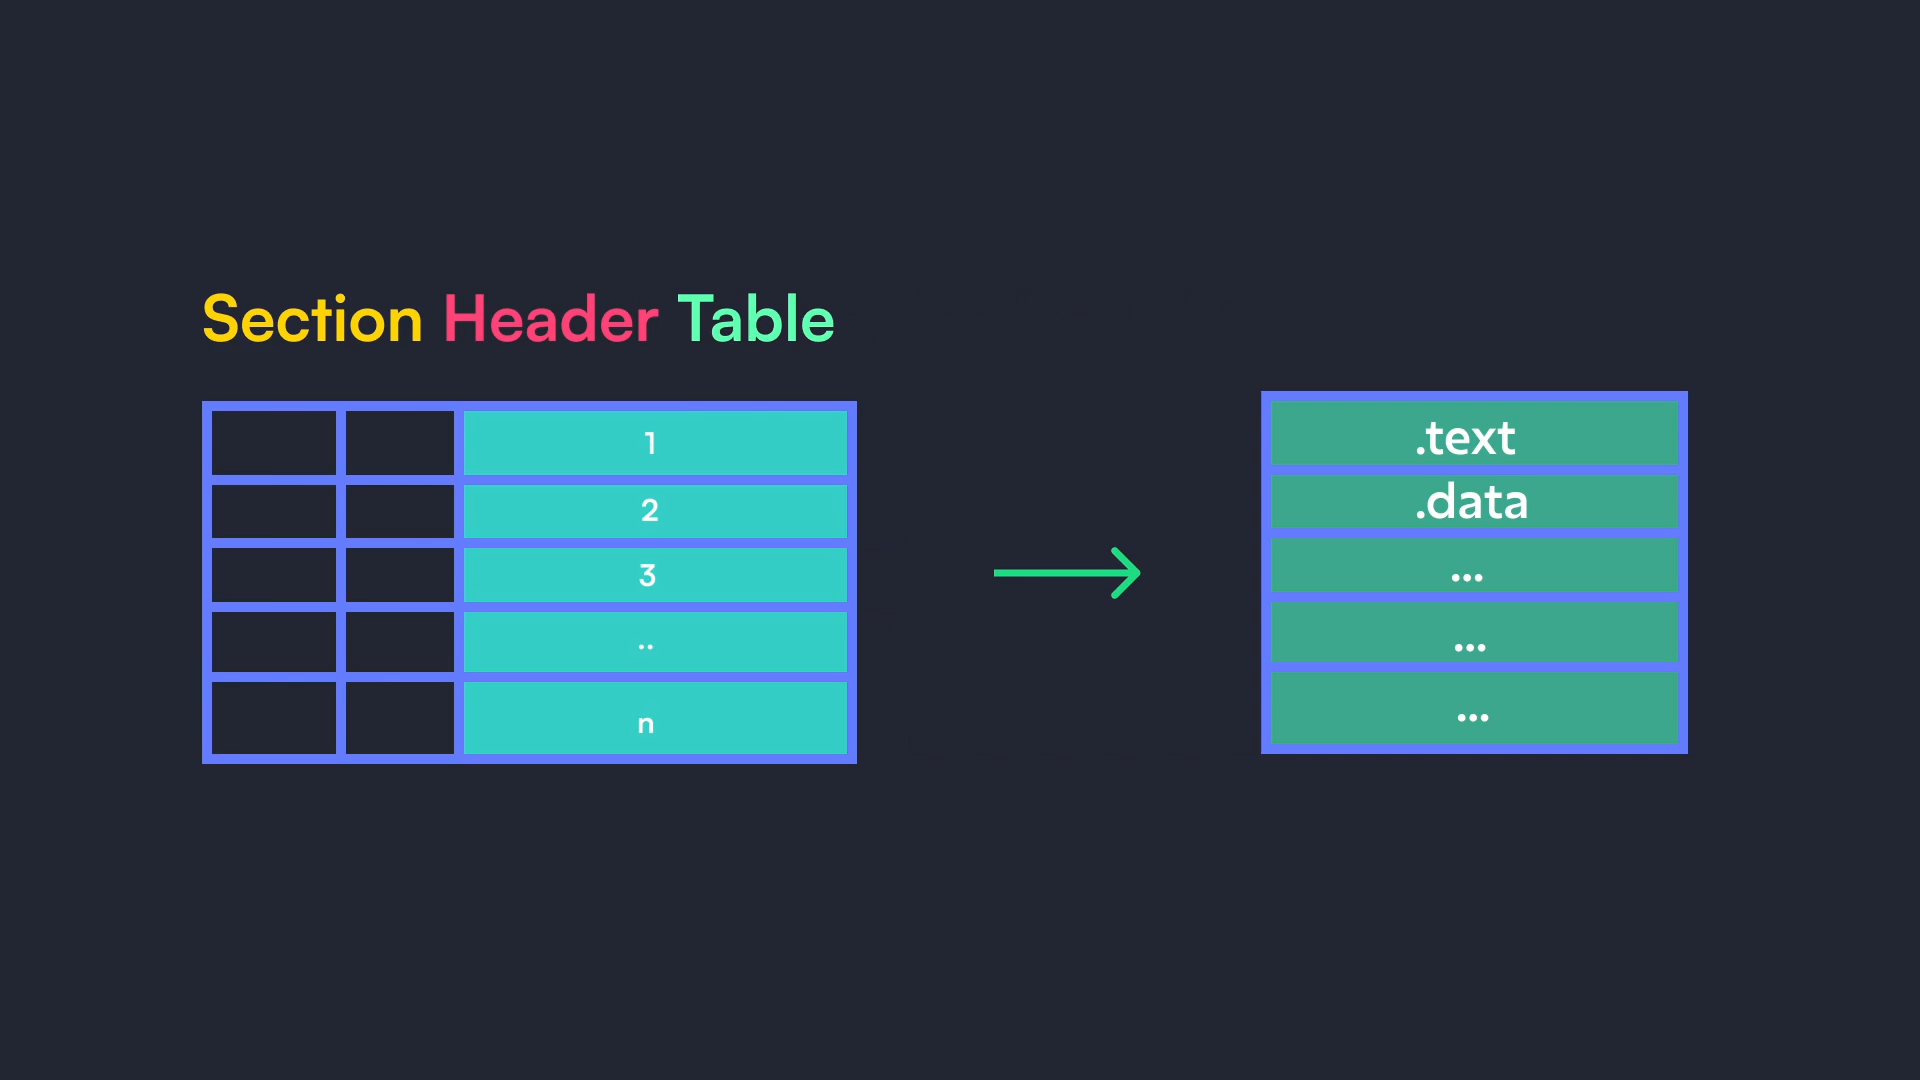 Section Header Table
1
2
3
..
n
.text
.data
...
...
...